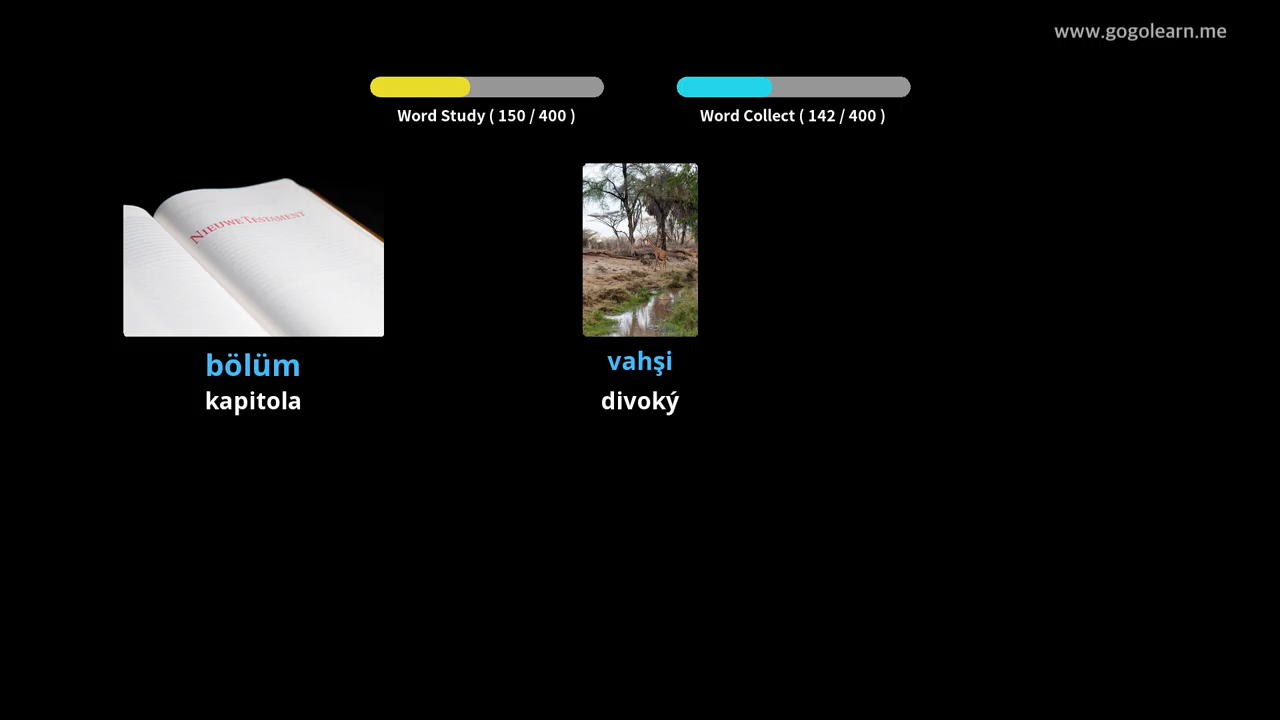 www.gogolearn.me
Word Study ( 150 / 400 )
Word Collect ( 142 / 400 )
NIEUWE TESTAMENT
bölüm
kapitola
vahşi
divoký